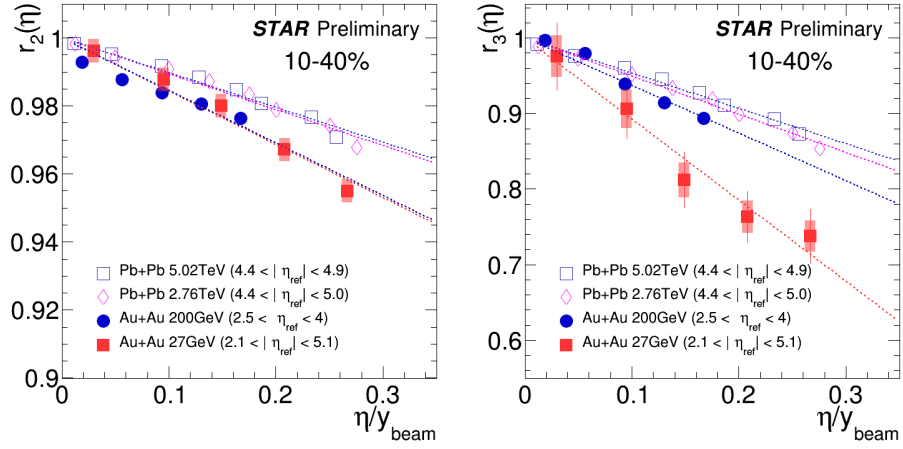 r2(η)
STAR Preliminary
10-40%
1
0.98
0.96
0.94
0.92
0.9
Pb+Pb 5.02TeV (4.4 < | ηref| < 4.9)
Pb+Pb 2.76TeV (4.4 < | ηref| < 5.0)
Au+Au 200GeV (2.5 < ηref < 4)
Au+Au 27GeV (2.1 < | ηref| < 5.1)
0 0.1 0.2 0.3
η/ybeam
r3(η)
STAR Preliminary
10-40%
1
0.9
0.8
0.7
0.6
Pb+Pb 5.02TeV (4.4 < | ηref| < 4.9)
Pb+Pb 2.76TeV (4.4 < | ηref| < 5.0)
Au+Au 200GeV (2.5 < ηref < 4)
Au+Au 27GeV (2.1 < | ηref| < 5.1)
0 0.1 0.2 0.3
η/ybeam